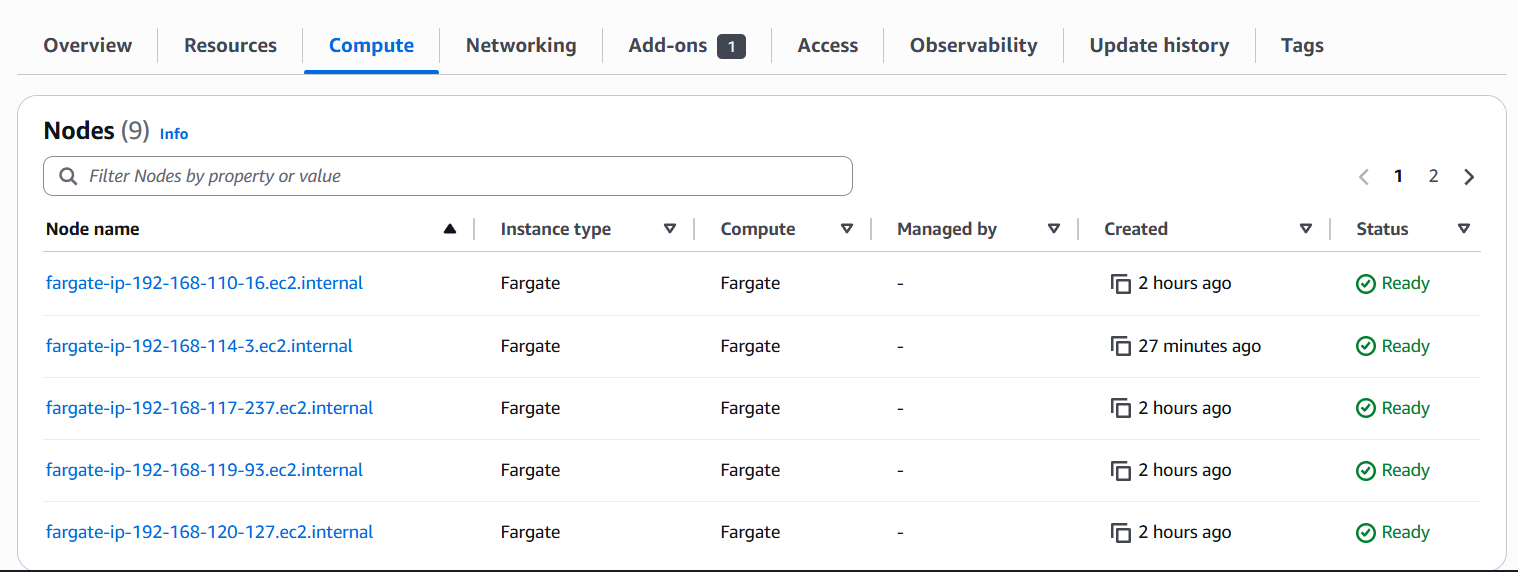 Overview Resources Compute Networking Add-ons 1 Access Observability Update history Tags
Nodes (9) Info
Filter Nodes by property or value
1 2
Node name Instance type Compute Managed by Created Status
fargate-ip-192-168-110-16.ec2.internal Fargate Fargate - 2 hours ago Ready
fargate-ip-192-168-114-3.ec2.internal Fargate Fargate - 27 minutes ago Ready
fargate-ip-192-168-117-237.ec2.internal Fargate Fargate - 2 hours ago Ready
fargate-ip-192-168-119-93.ec2.internal Fargate Fargate - 2 hours ago Ready
fargate-ip-192-168-120-127.ec2.internal Fargate Fargate - 2 hours ago Ready